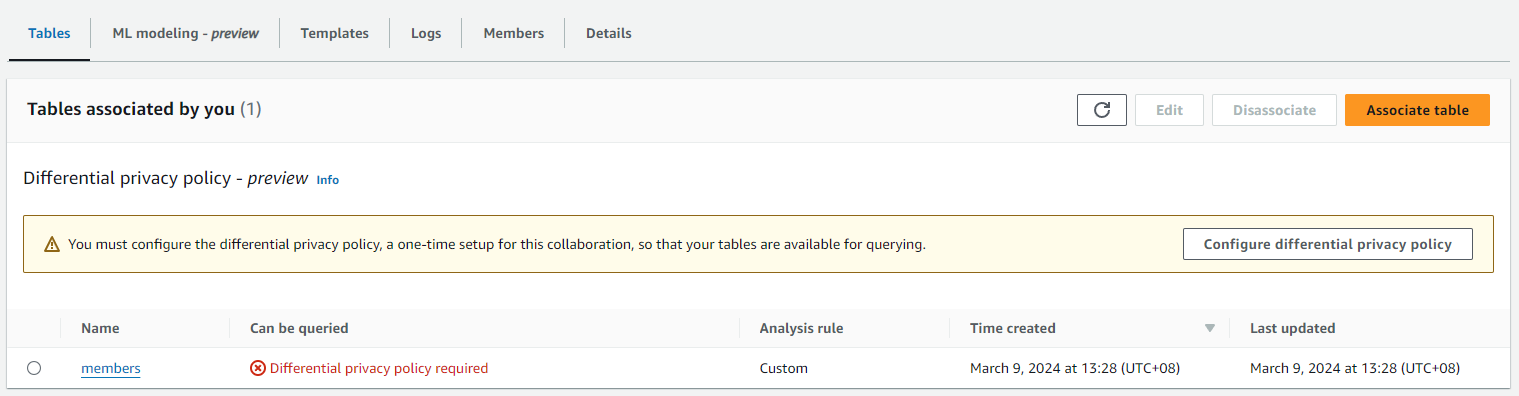 Tables ML modeling - preview Templates Logs Members Details
Tables associated by you (1) Edit Disassociate Associate table
Differential privacy policy - preview Info
You must configure the differential privacy policy, a one-time setup for this collaboration, so that your tables are available for querying. Configure differential privacy policy
Name Can be queried Analysis rule Time created Last updated
members Differential privacy policy required Custom March 9, 2024 at 13:28 (UTC+08) March 9, 2024 at 13:28 (UTC+08)